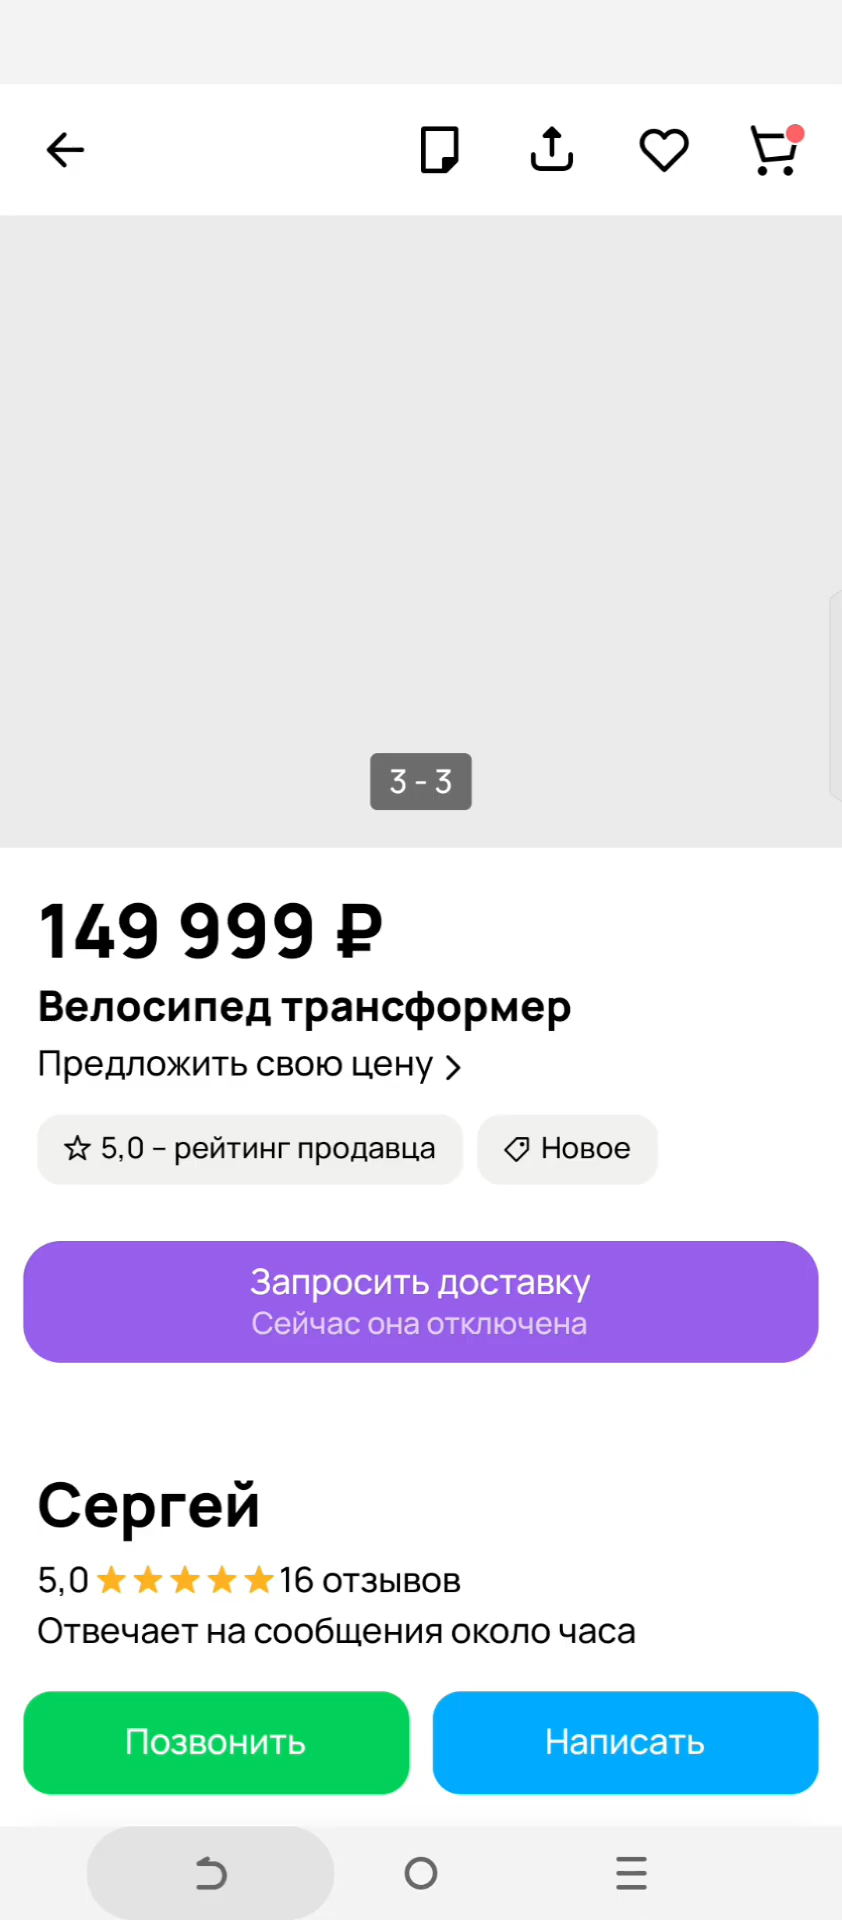 3 - 3
149 999 ₽
Велосипед трансформер
Предложить свою цену
5,0 – рейтинг продавца
Новое
Запросить доставку
Сейчас она отключена
Сергей
5,0 16 отзывов
Отвечает на сообщения около часа
Позвонить
Написать